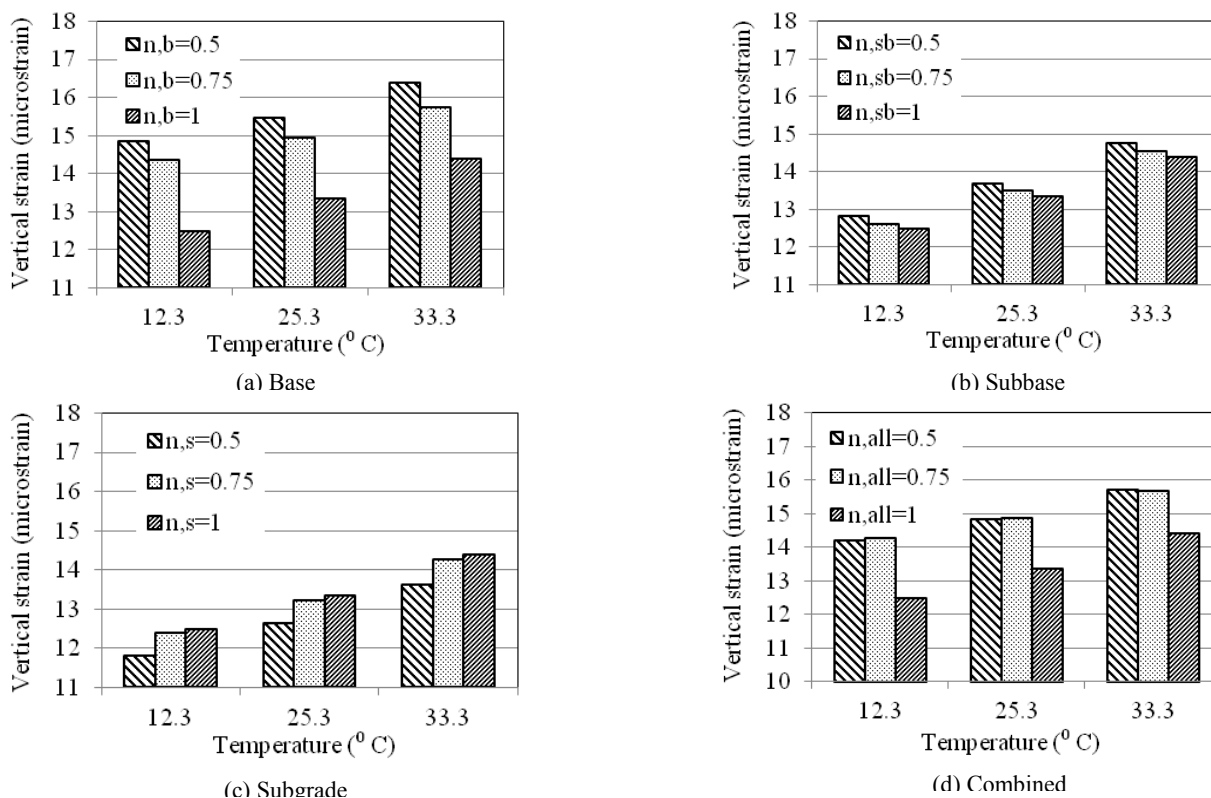 18
17
16
15
14
13
12
11
Vertical strain (microstrain)
n,b=0.5
n,b=0.75
n,b=1
12.3 25.3 33.3
Temperature (⁰ C)
(a) Base
18
17
16
15
14
13
12
11
Vertical strain (microstrain)
n,sb=0.5
n,sb=0.75
n,sb=1
12.3 25.3 33.3
Temperature (⁰ C)
(b) Subbase
18
17
16
15
14
13
12
11
Vertical strain (microstrain)
n,s=0.5
n,s=0.75
n,s=1
12.3 25.3 33.3
Temperature (⁰ C)
(c) Subgrade
18
17
16
15
14
13
12
11
10
Vertical strain (microstrain)
n,all=0.5
n,all=0.75
n,all=1
12.3 25.3 33.3
Temperature (⁰ C)
(d) Combined